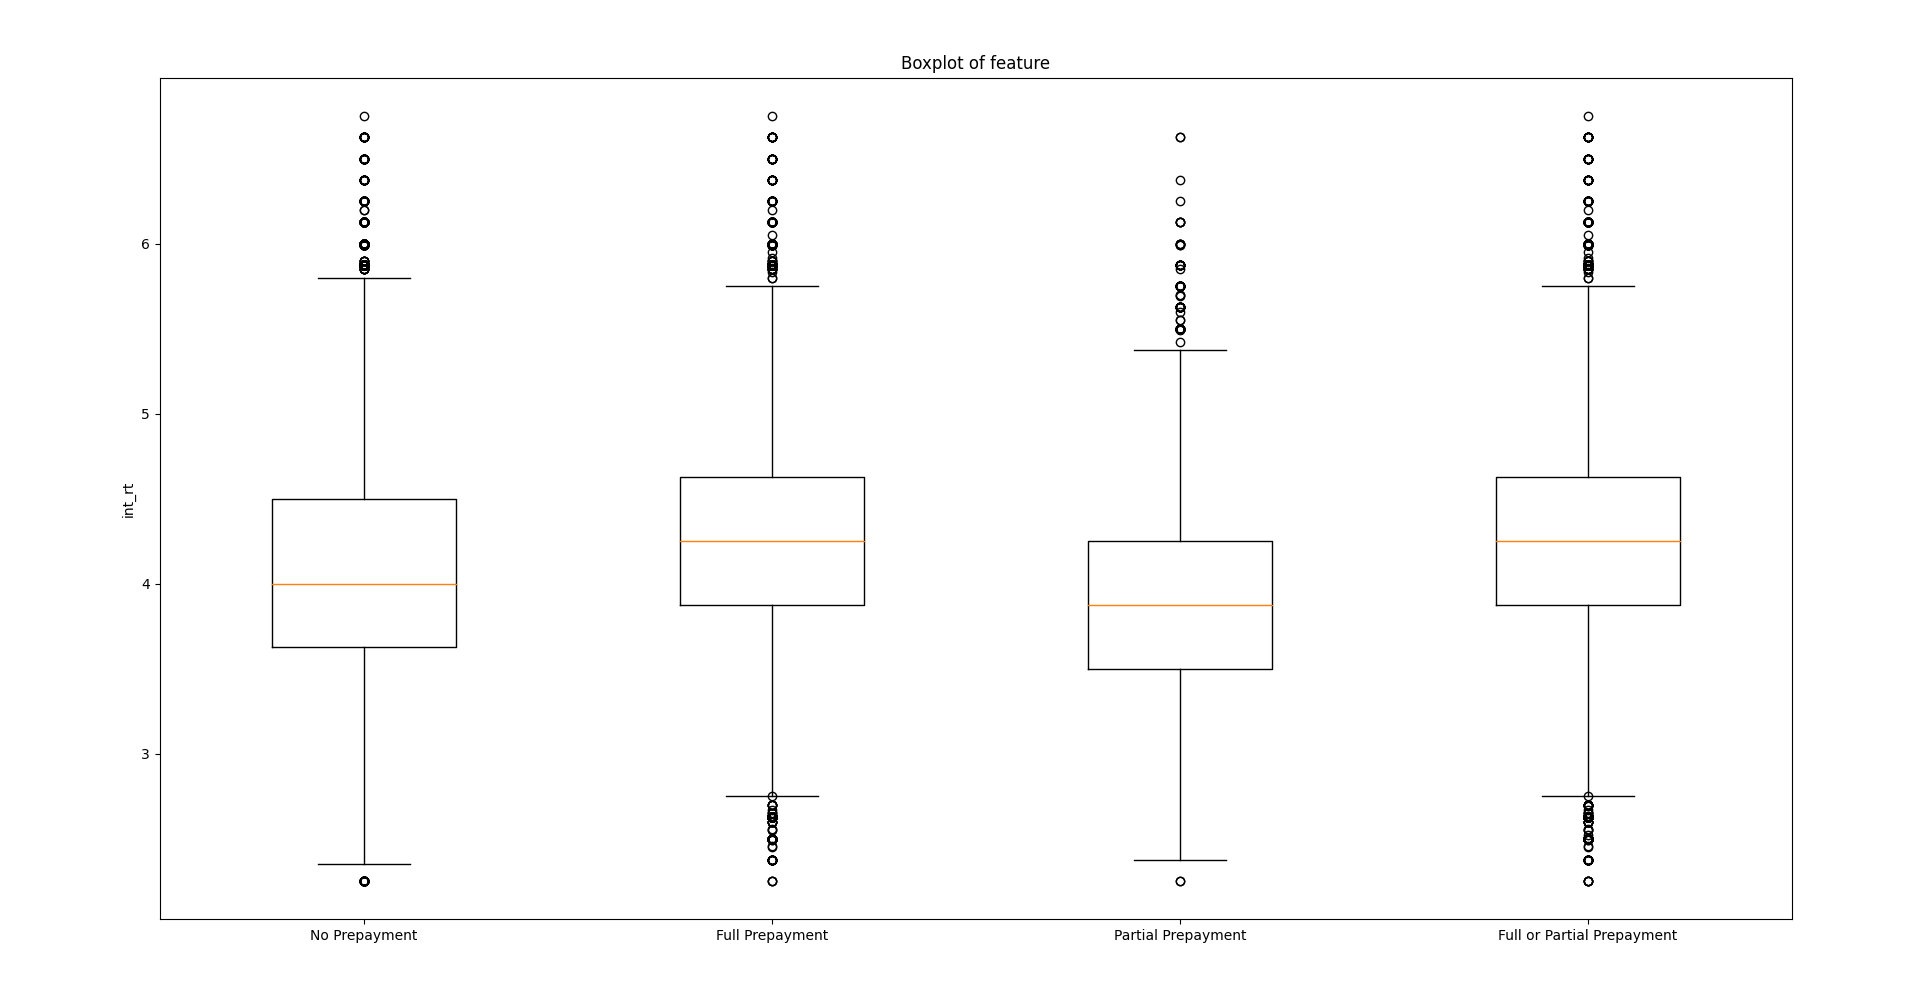 Boxplot of feature
int_rt
6
5
4
3
No Prepayment
Full Prepayment
Partial Prepayment
Full or Partial Prepayment